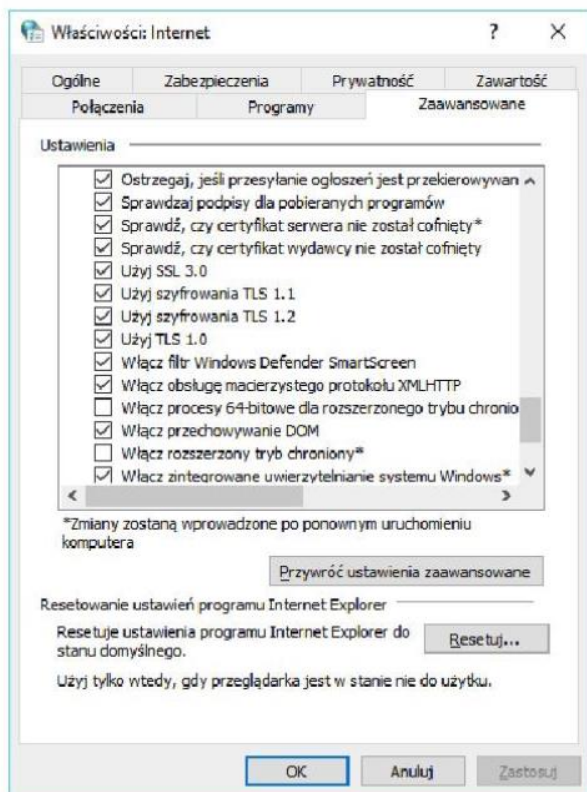 Właściwości: Internet
?
Ogólne Zabezpieczenia Prywatność Zawartość
Połączenia Programy Zaawansowane
Ustawienia
Ostrzegaj, jeśli przesyłanie ogłoszeń jest przekierowywan
Sprawdzaj podpisy dla pobieranych programów
Sprawdź, czy certyfikat serwera nie został cofnięty*
Sprawdź, czy certyfikat wydawcy nie został cofnięty
Użyj SSL 3.0
Użyj szyfrowania TLS 1.1
Użyj szyfrowania TLS 1.2
Użyj TLS 1.0
Włącz filtr Windows Defender SmartScreen
Włącz obsługę macierzystego protokołu XMLHTTP
Włącz procesy 64-bitowe dla rozszerzonego trybu chronio
Włącz przechowywanie DOM
Włącz rozszerzony tryb chroniony*
Włącz zintegrowane uwierzytelnianie systemu Windows*
*Zmiany zostaną wprowadzone po ponownym uruchomieniu
komputera
Przywróć ustawienia zaawansowane
Resetowanie ustawień programu Internet Explorer
Resetuje ustawienia programu Internet Explorer do
stanu domyślnego.
Resetuj...
Użyj tylko wtedy, gdy przeglądarka jest w stanie nie do użytku.
OK Anuluj Zastosuj